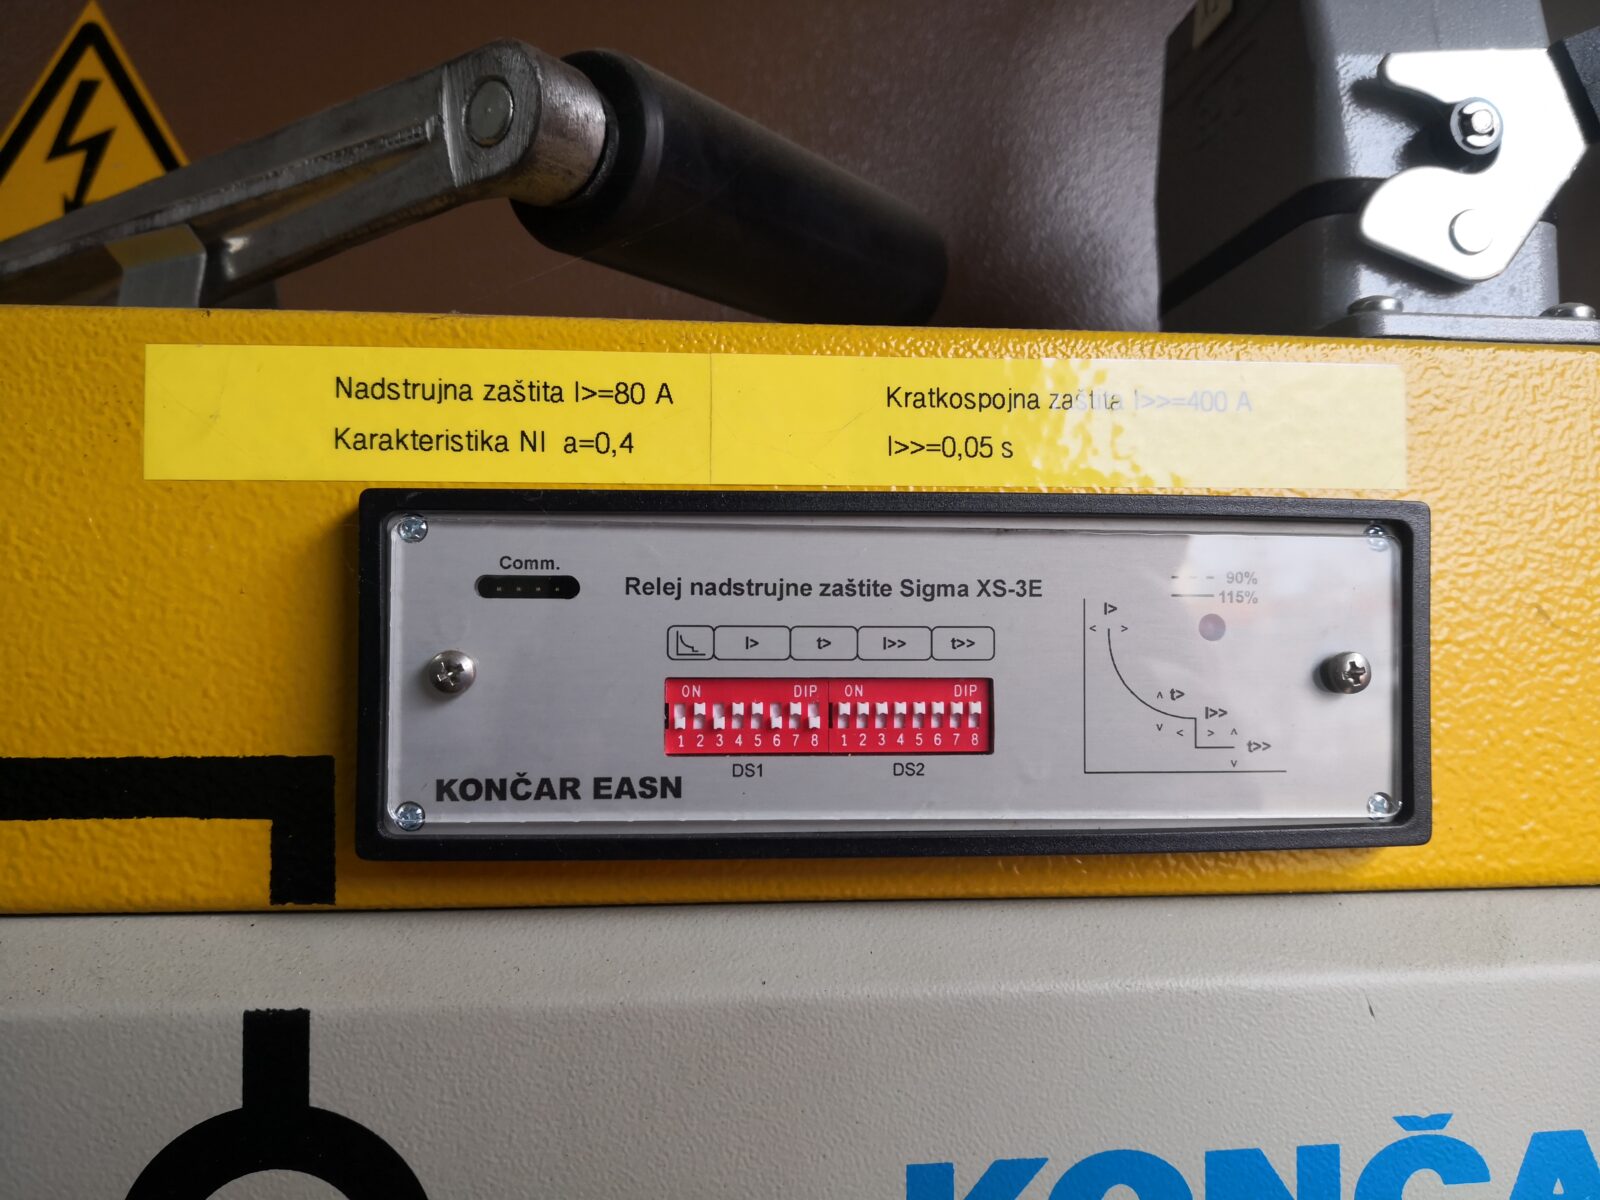 Nadstrujna zaštita I>=80 A
Karakteristika NI a=0,4
Kratkospojna zaštita I>>=400 A
I>>=0,05 s
Comm.
Relej nadstrujne zaštite Sigma XS-3E
I> t> I>> t>>
ON DIP
1 2 3 4 5 6 7 8
DS1
ON DIP
1 2 3 4 5 6 7 8
DS2
KONČAR EASN
90%
115%
I>
< >
^ t>
v
I>>
< > ^
t>>
v
KONČA